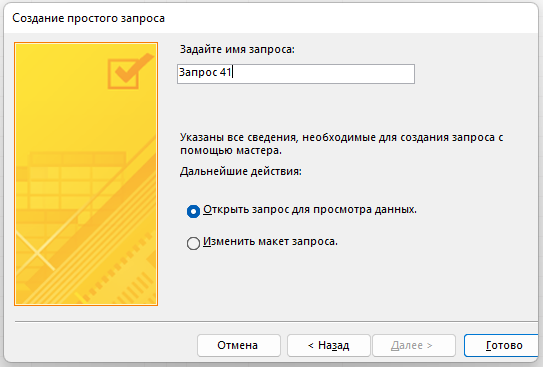 Создание простого запроса
Задайте имя запроса:
Запрос 41
Указаны все сведения, необходимые для создания запроса с
помощью мастера.
Дальнейшие действия:
Открыть запрос для просмотра данных.
Изменить макет запроса.
Отмена
< Назад
Далее >
Готово